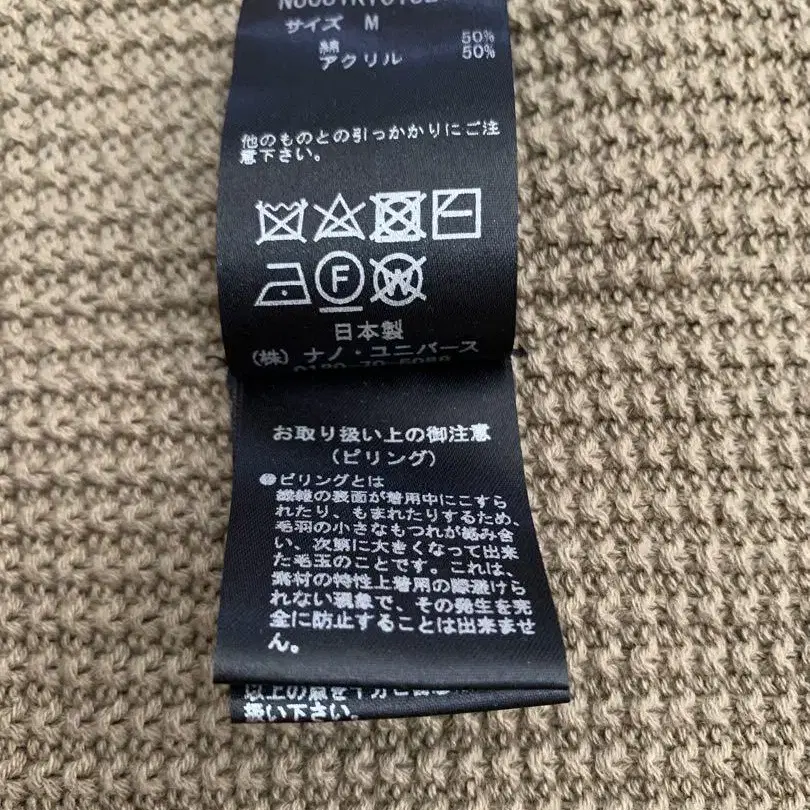 サイズ M
綿 50%
アクリル 50%
他のものとの引っかかりにご注
意下さい。
F
W
日本製
(株) ナノ・ユニバース
お取り扱い上の御注意
(ピリング)
●ピリングとは
繊維の表面が着用中にこすら
れたり、もまれたりするため、
毛羽の小さなもつれが絡み合
い、次第に大きくなって出来
た毛玉のことです。これは、
素材の特性上着用の際避けら
れない現象で、その発生を完
全に防止することは出来ませ
ん。
扱い下さい。